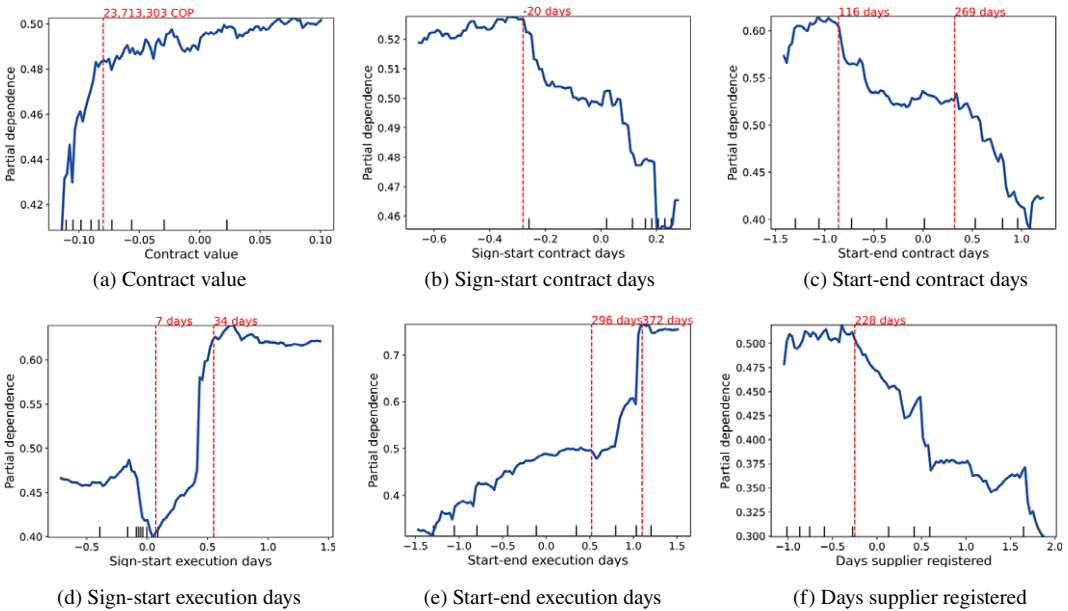 23,713,303 COP
Partial dependence
0.50
0.48
0.46
0.44
0.42
-0.10 -0.05 0.00 0.05 0.10
Contract value
(a) Contract value
-20 days
Partial dependence
0.52
0.51
0.50
0.49
0.48
0.47
0.46
-0.6 -0.4 -0.2 0.0 0.2
Sign-start contract days
(b) Sign-start contract days
116 days 269 days
Partial dependence
0.60
0.55
0.50
0.45
0.40
-1.5 -1.0 -0.5 0.0 0.5 1.0
Start-end contract days
(c) Start-end contract days
7 days 34 days
Partial dependence
0.60
0.55
0.50
0.45
0.40
-0.5 0.0 0.5 1.0 1.5
Sign-start execution days
(d) Sign-start execution days
296 days 372 days
Partial dependence
0.7
0.6
0.5
0.4
-1.5 -1.0 -0.5 0.0 0.5 1.0 1.5
Start-end execution days
(e) Start-end execution days
228 days
Partial dependence
0.500
0.475
0.450
0.425
0.400
0.375
0.350
0.325
0.300
-1.0 -0.5 0.0 0.5 1.0 1.5 2.0
Days supplier registered
(f) Days supplier registered